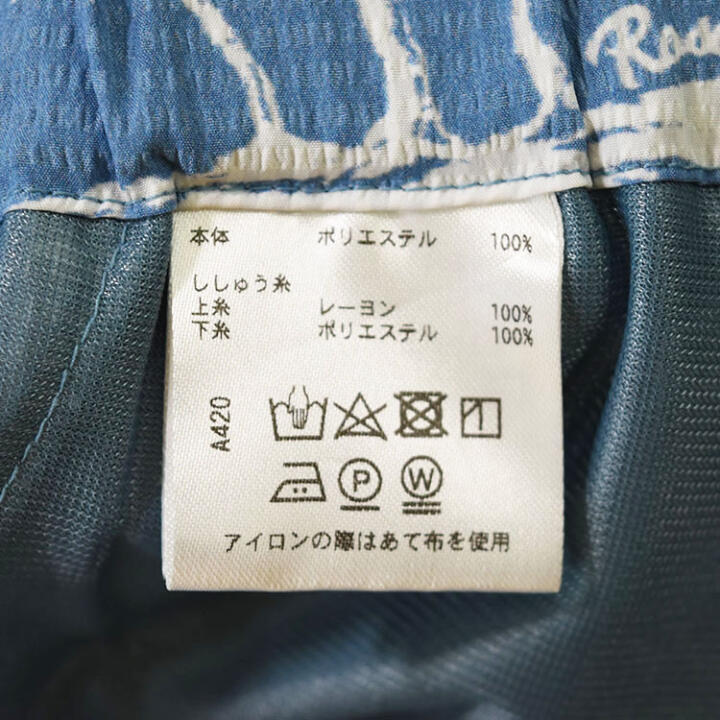 本体 ポリエステル 100%
ししゅう糸
上糸 レーヨン 100%
下糸 ポリエステル 100%
A420
P W
アイロンの際はあて布を使用